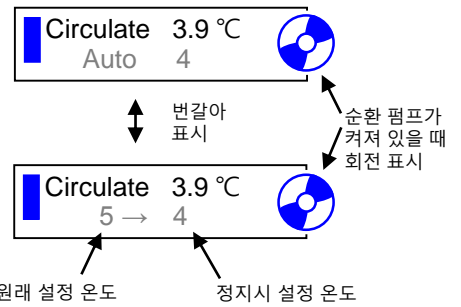 Circulate 3.9 ℃
Auto 4
번갈아
표시
순환 펌프가
켜져 있을 때
회전 표시
Circulate 3.9 ℃
5 → 4
원래 설정 온도
정지시 설정 온도